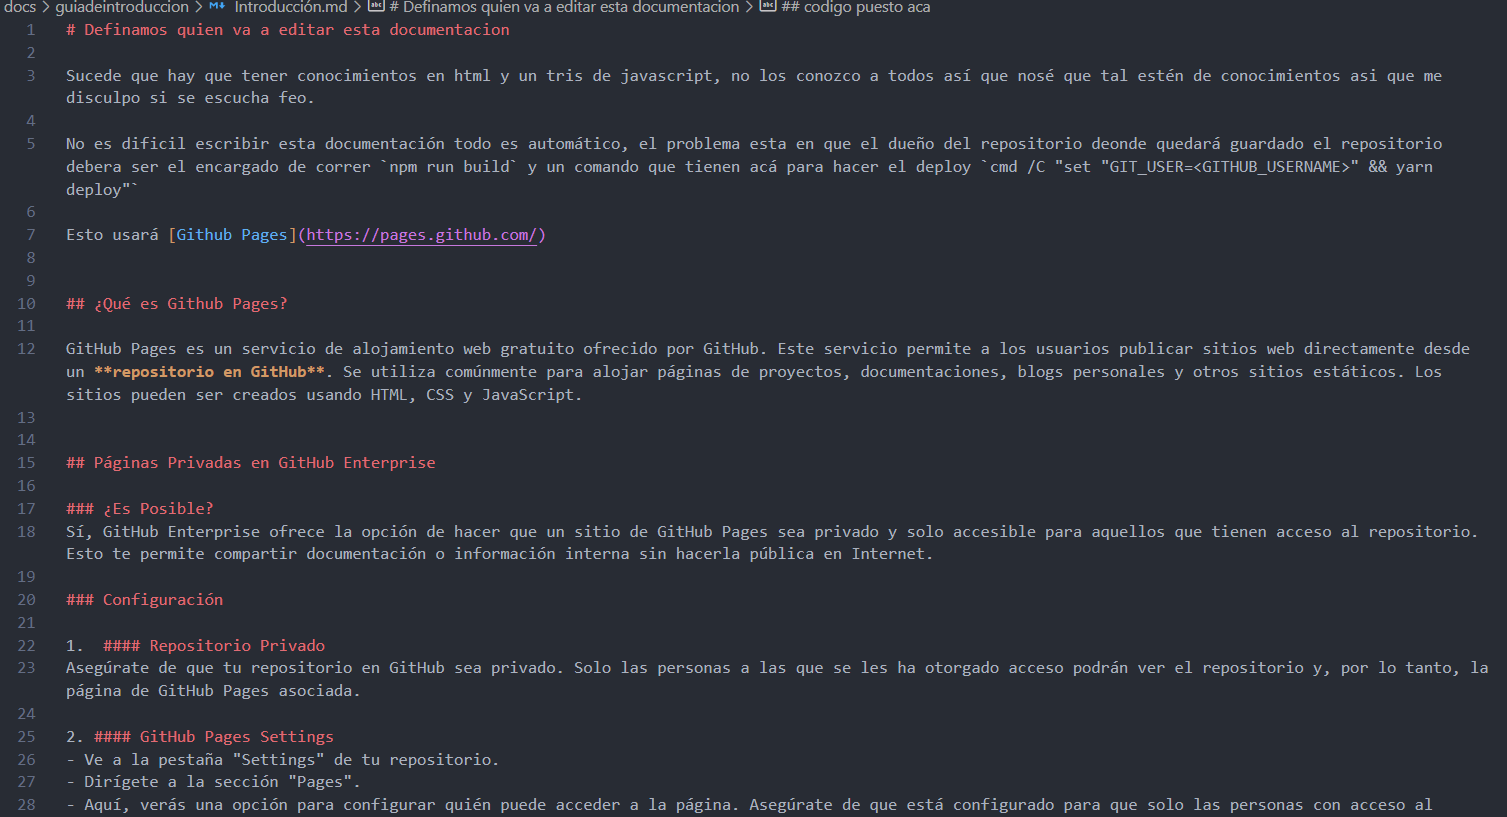 docs > guiadeintroduccion > Introducción.md > # Definamos quien va a editar esta documentacion > ## codigo puesto aca
1 # Definamos quien va a editar esta documentacion
2
3 Sucede que hay que tener conocimientos en html y un tris de javascript, no los conozco a todos así que nosé que tal estén de conocimientos asi que me
disculpo si se escucha feo.
4
5 No es dificil escribir esta documentación todo es automático, el problema esta en que el dueño del repositorio deonde quedará guardado el repositorio
debera ser el encargado de correr `npm run build` y un comando que tienen acá para hacer el deploy `cmd /C "set "GIT_USER=<GITHUB_USERNAME>" && yarn
deploy"`
6
7 Esto usará [Github Pages](https://pages.github.com/)
8
9
10 ## ¿Qué es Github Pages?
11
12 GitHub Pages es un servicio de alojamiento web gratuito ofrecido por GitHub. Este servicio permite a los usuarios publicar sitios web directamente desde
un **repositorio en GitHub**. Se utiliza comúnmente para alojar páginas de proyectos, documentaciones, blogs personales y otros sitios estáticos. Los
sitios pueden ser creados usando HTML, CSS y JavaScript.
13
14
15 ## Páginas Privadas en GitHub Enterprise
16
17 ### ¿Es Posible?
18 Sí, GitHub Enterprise ofrece la opción de hacer que un sitio de GitHub Pages sea privado y solo accesible para aquellos que tienen acceso al repositorio.
Esto te permite compartir documentación o información interna sin hacerla pública en Internet.
19
20 ### Configuración
21
22 1.  #### Repositorio Privado
23 Asegúrate de que tu repositorio en GitHub sea privado. Solo las personas a las que se les ha otorgado acceso podrán ver el repositorio y, por lo tanto, la
página de GitHub Pages asociada.
24
25 2. #### GitHub Pages Settings
26 - Ve a la pestaña "Settings" de tu repositorio.
27 - Dirígete a la sección "Pages".
28 - Aquí, verás una opción para configurar quién puede acceder a la página. Asegúrate de que está configurado para que solo las personas con acceso al